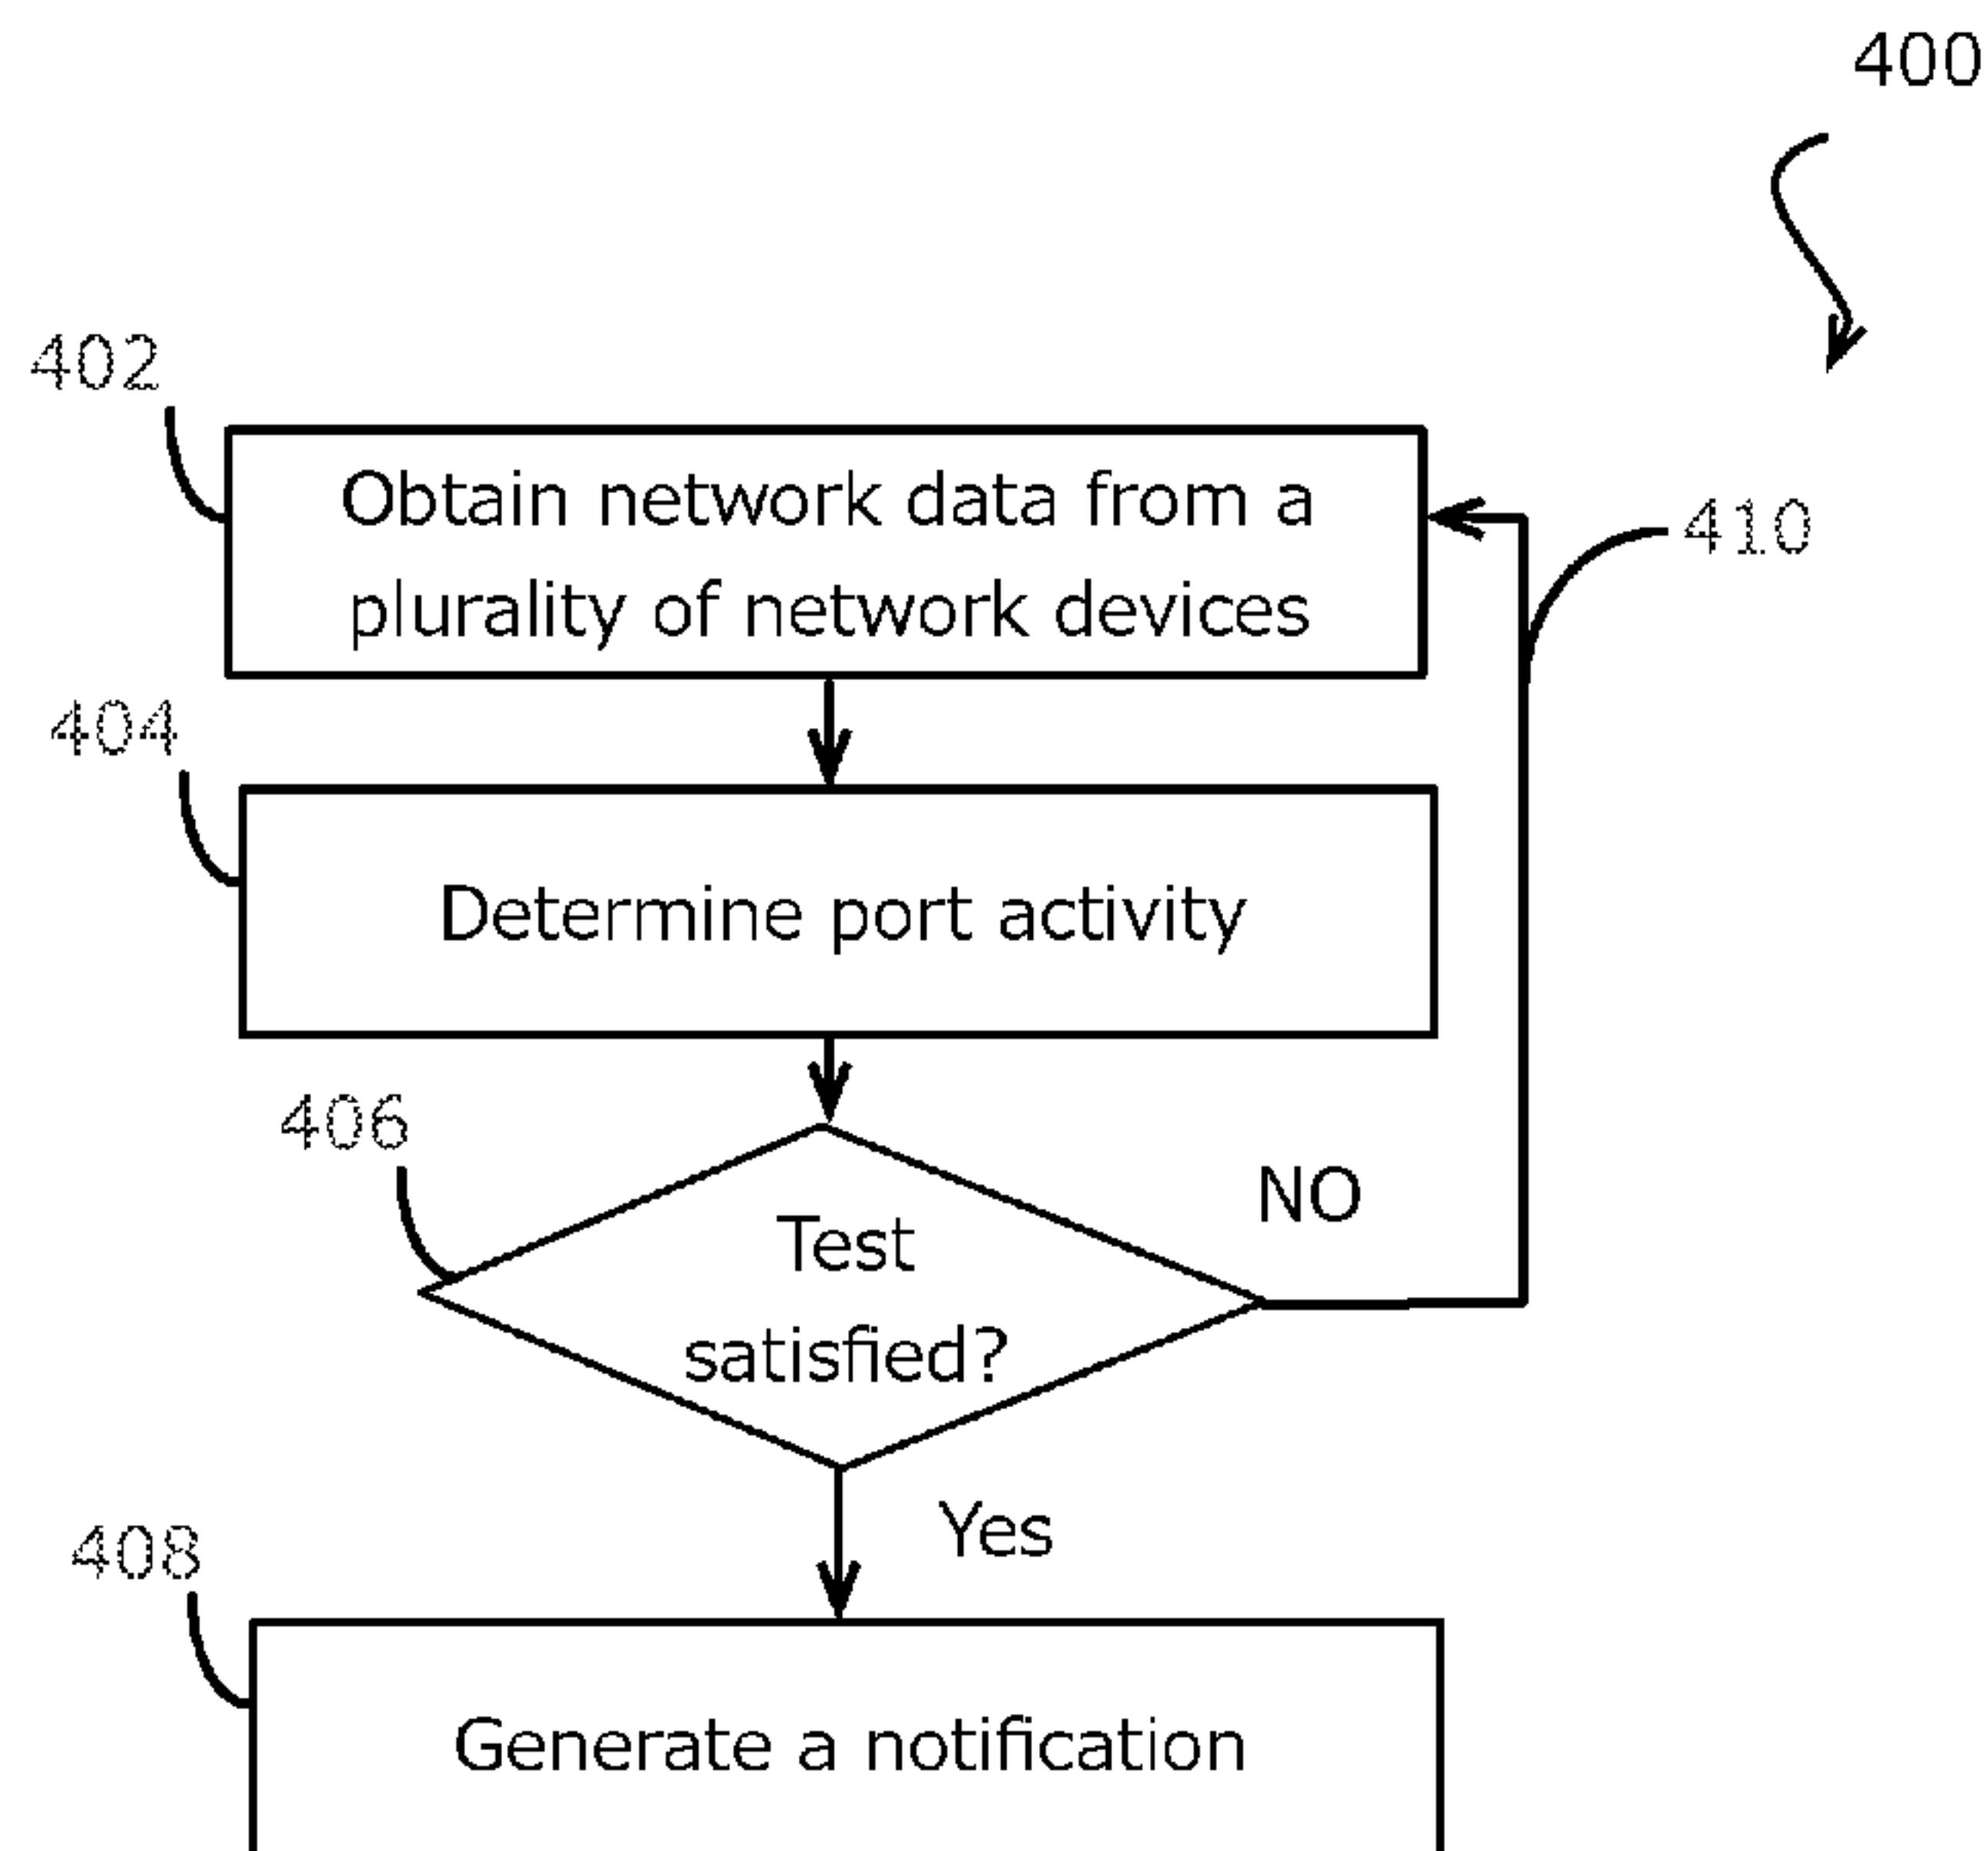 400
402
Obtain network data from a
plurality of network devices
410
404
Determine port activity
406
NO
Test
satisfied?
Yes
408
Generate a notification